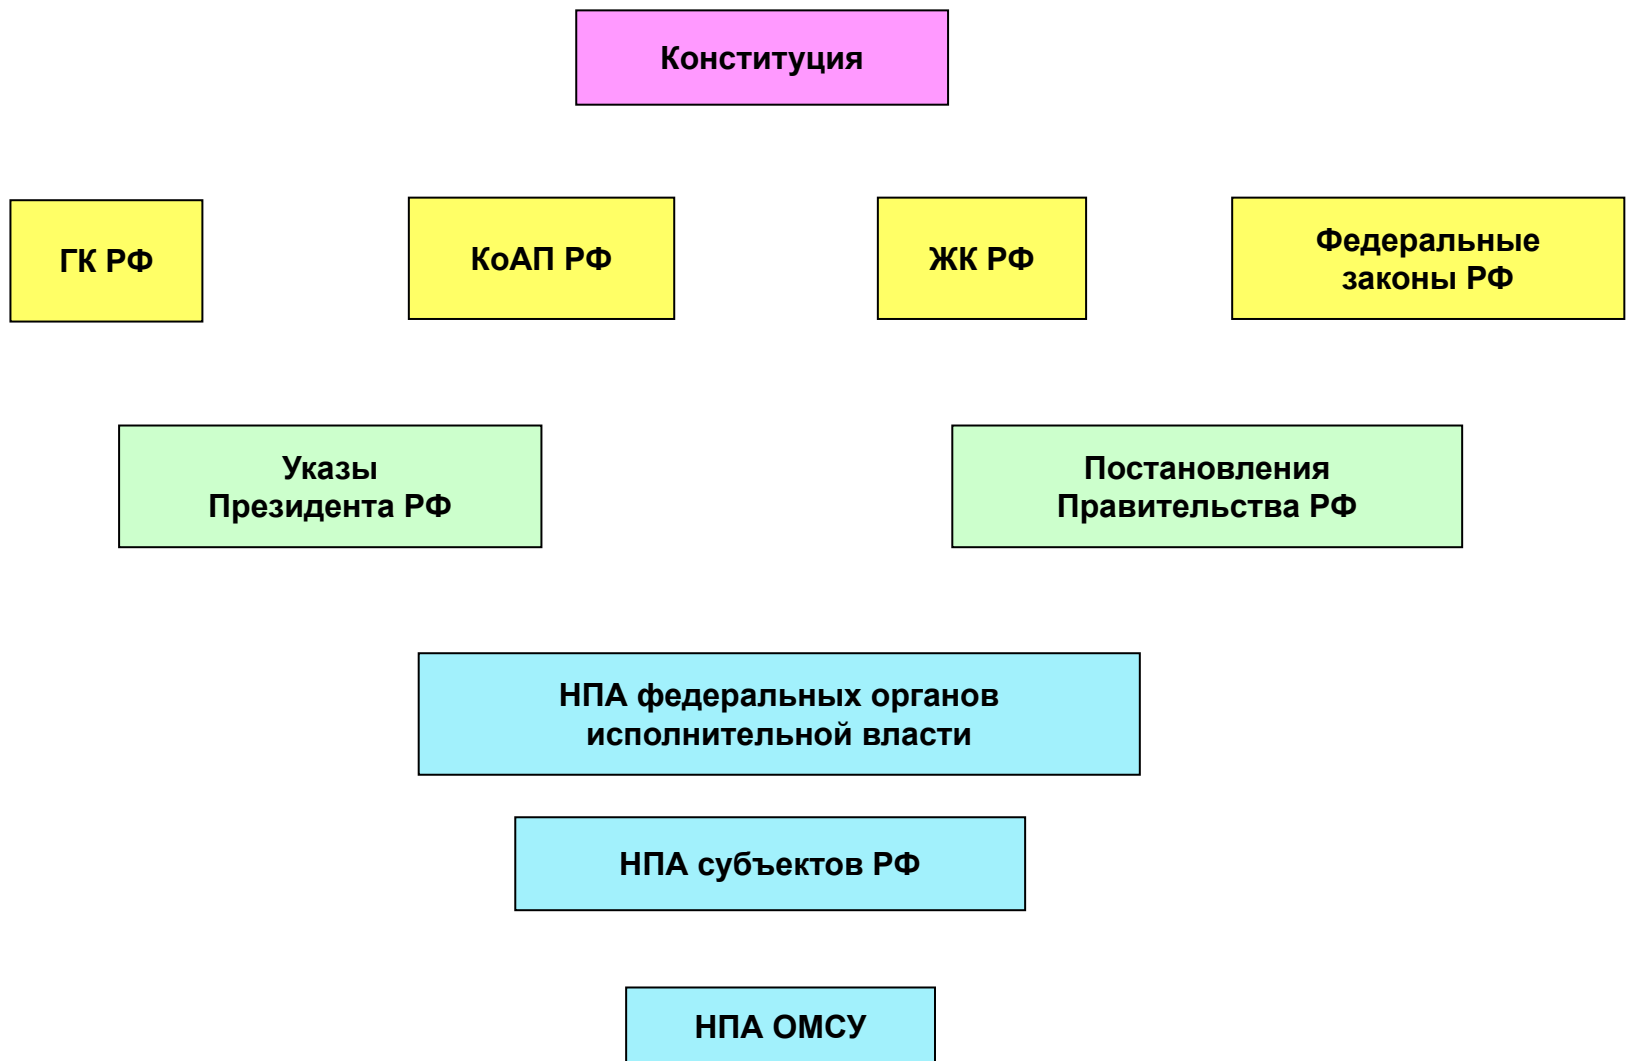 Конституция
ГК РФ
КоАП РФ
ЖК РФ
Федеральные
законы РФ
Указы
Президента РФ
Постановления
Правительства РФ
НПА федеральных органов
исполнительной власти
НПА субъектов РФ
НПА ОМСУ